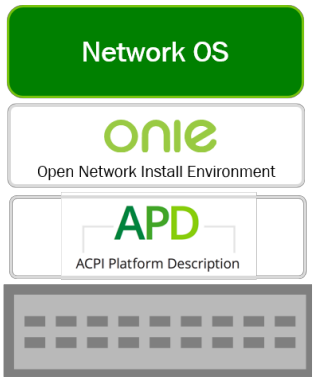 Network OS
onie
Open Network Install Environment
APD
ACPI Platform Description